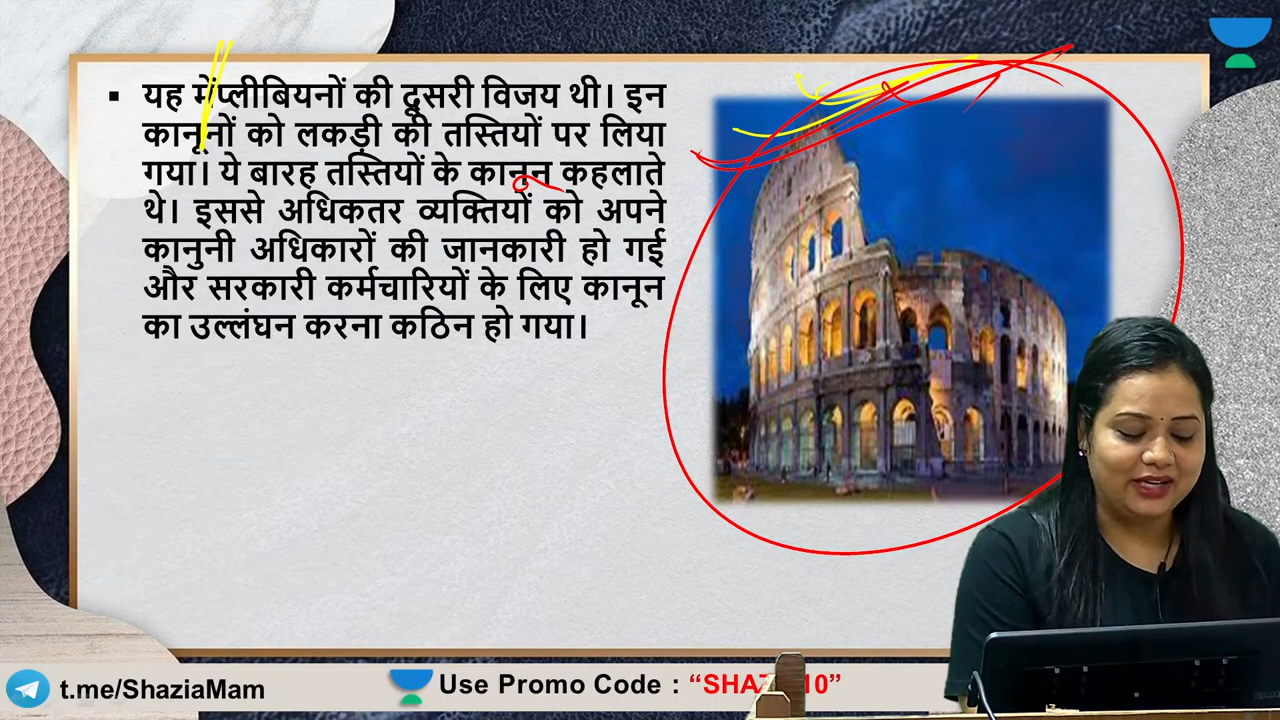 ▪ यह मेंप्लीबियनों की दूसरी विजय थी। इन
कानूनों को लकड़ी की तस्तियों पर लिया
गया। ये बारह तस्तियों के कानून कहलाते
थे। इससे अधिकतर व्यक्तियों को अपने
कानुनी अधिकारों की जानकारी हो गई
और सरकारी कर्मचारियों के लिए कानून
का उल्लंघन करना कठिन हो गया।
t.me/ShaziaMam
Use Promo Code :